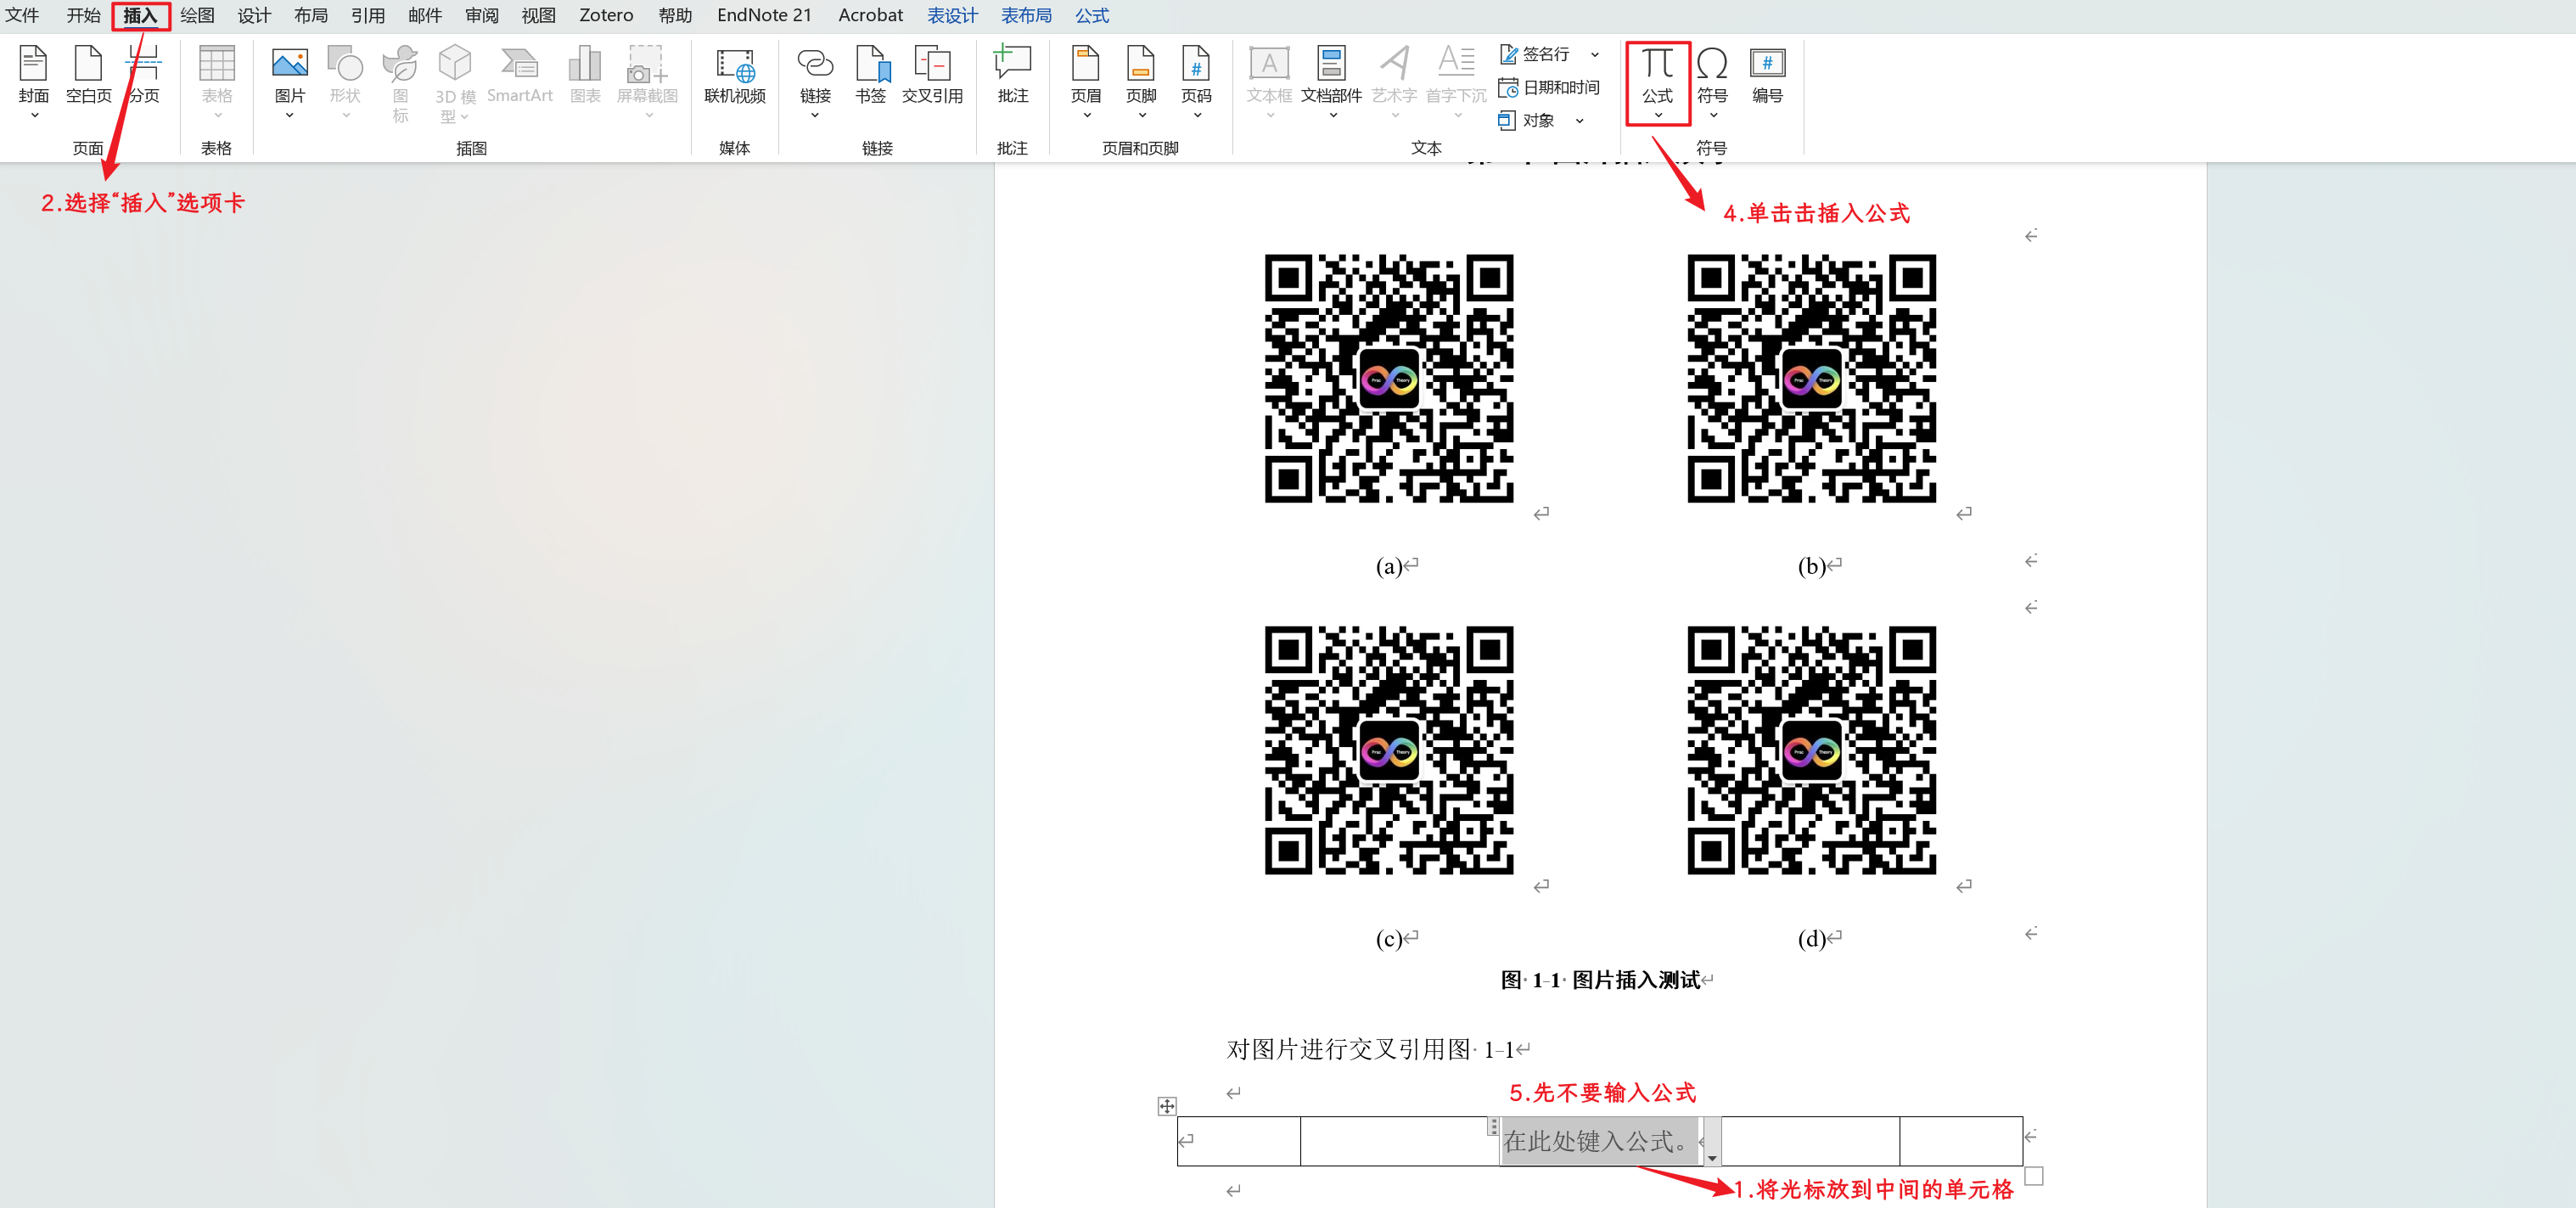 文件 开始 插入 绘图 设计 布局 引用 邮件 审阅 视图 Zotero 帮助 EndNote 21 Acrobat 表设计 表布局 公式
封面 空白页 分页 表格 图片 形状 图标 3D 模型 SmartArt 图表 屏幕截图 联机视频 链接 书签 交叉引用 批注 页眉 页脚 页码 文本框 文档部件 艺术字 首字下沉 签名行 日期和时间 对象 公式 符号 编号
页面 表格 插图 媒体 链接 批注 页眉和页脚 文本 符号
2.选择“插入”选项卡
4.单击击插入公式
(a) (b)
(c) (d)
图 1-1 图片插入测试
对图片进行交叉引用图 1-1
5.先不要输入公式
在此处键入公式。
1.将光标放到中间的单元格